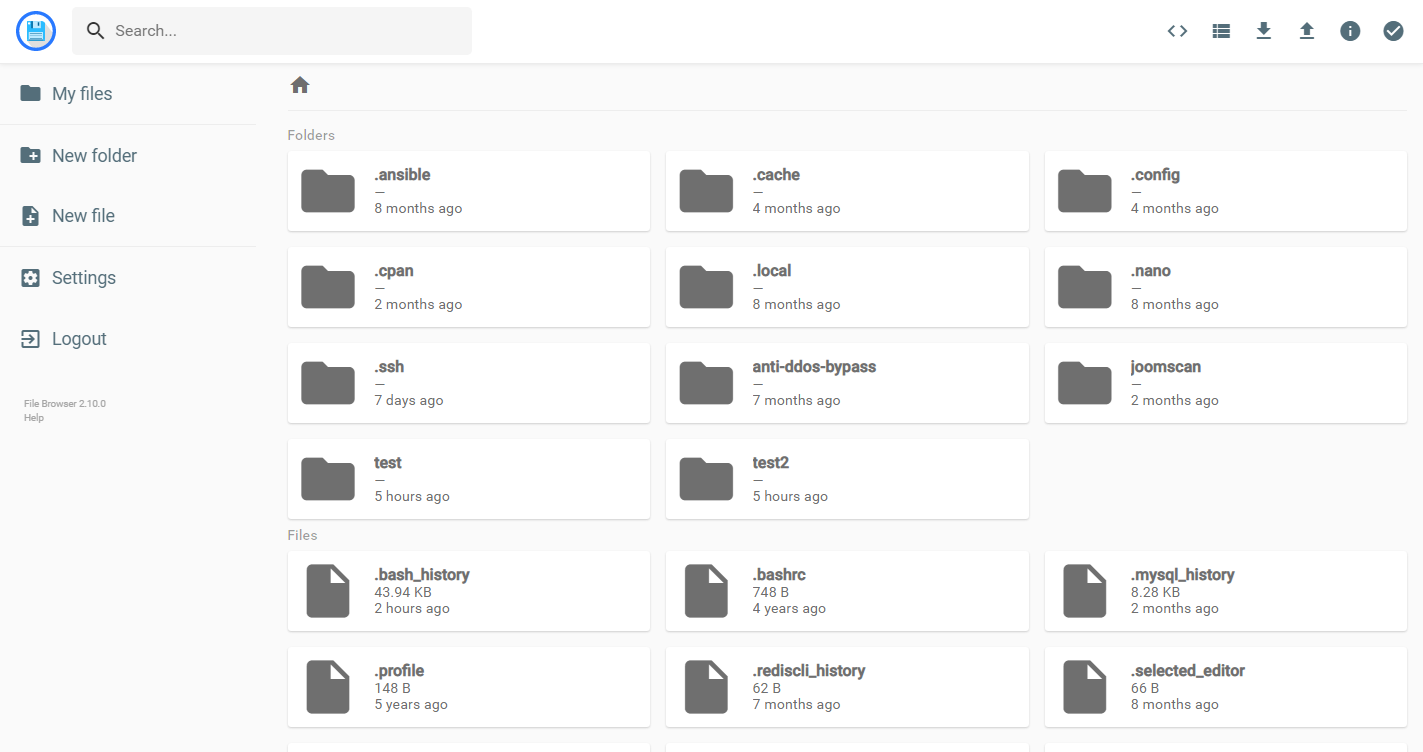 Search...
My files
New folder
New file
Settings
Logout
File Browser 2.10.0
Help
Folders
.ansible
—
8 months ago
.cache
—
4 months ago
.config
—
4 months ago
.cpan
—
2 months ago
.local
—
8 months ago
.nano
—
8 months ago
.ssh
—
7 days ago
anti-ddos-bypass
—
7 months ago
joomscan
—
2 months ago
test
—
5 hours ago
test2
—
5 hours ago
Files
.bash_history
43.94 KB
2 hours ago
.bashrc
748 B
4 years ago
.mysql_history
8.28 KB
2 months ago
.profile
148 B
5 years ago
.rediscli_history
62 B
7 months ago
.selected_editor
66 B
8 months ago